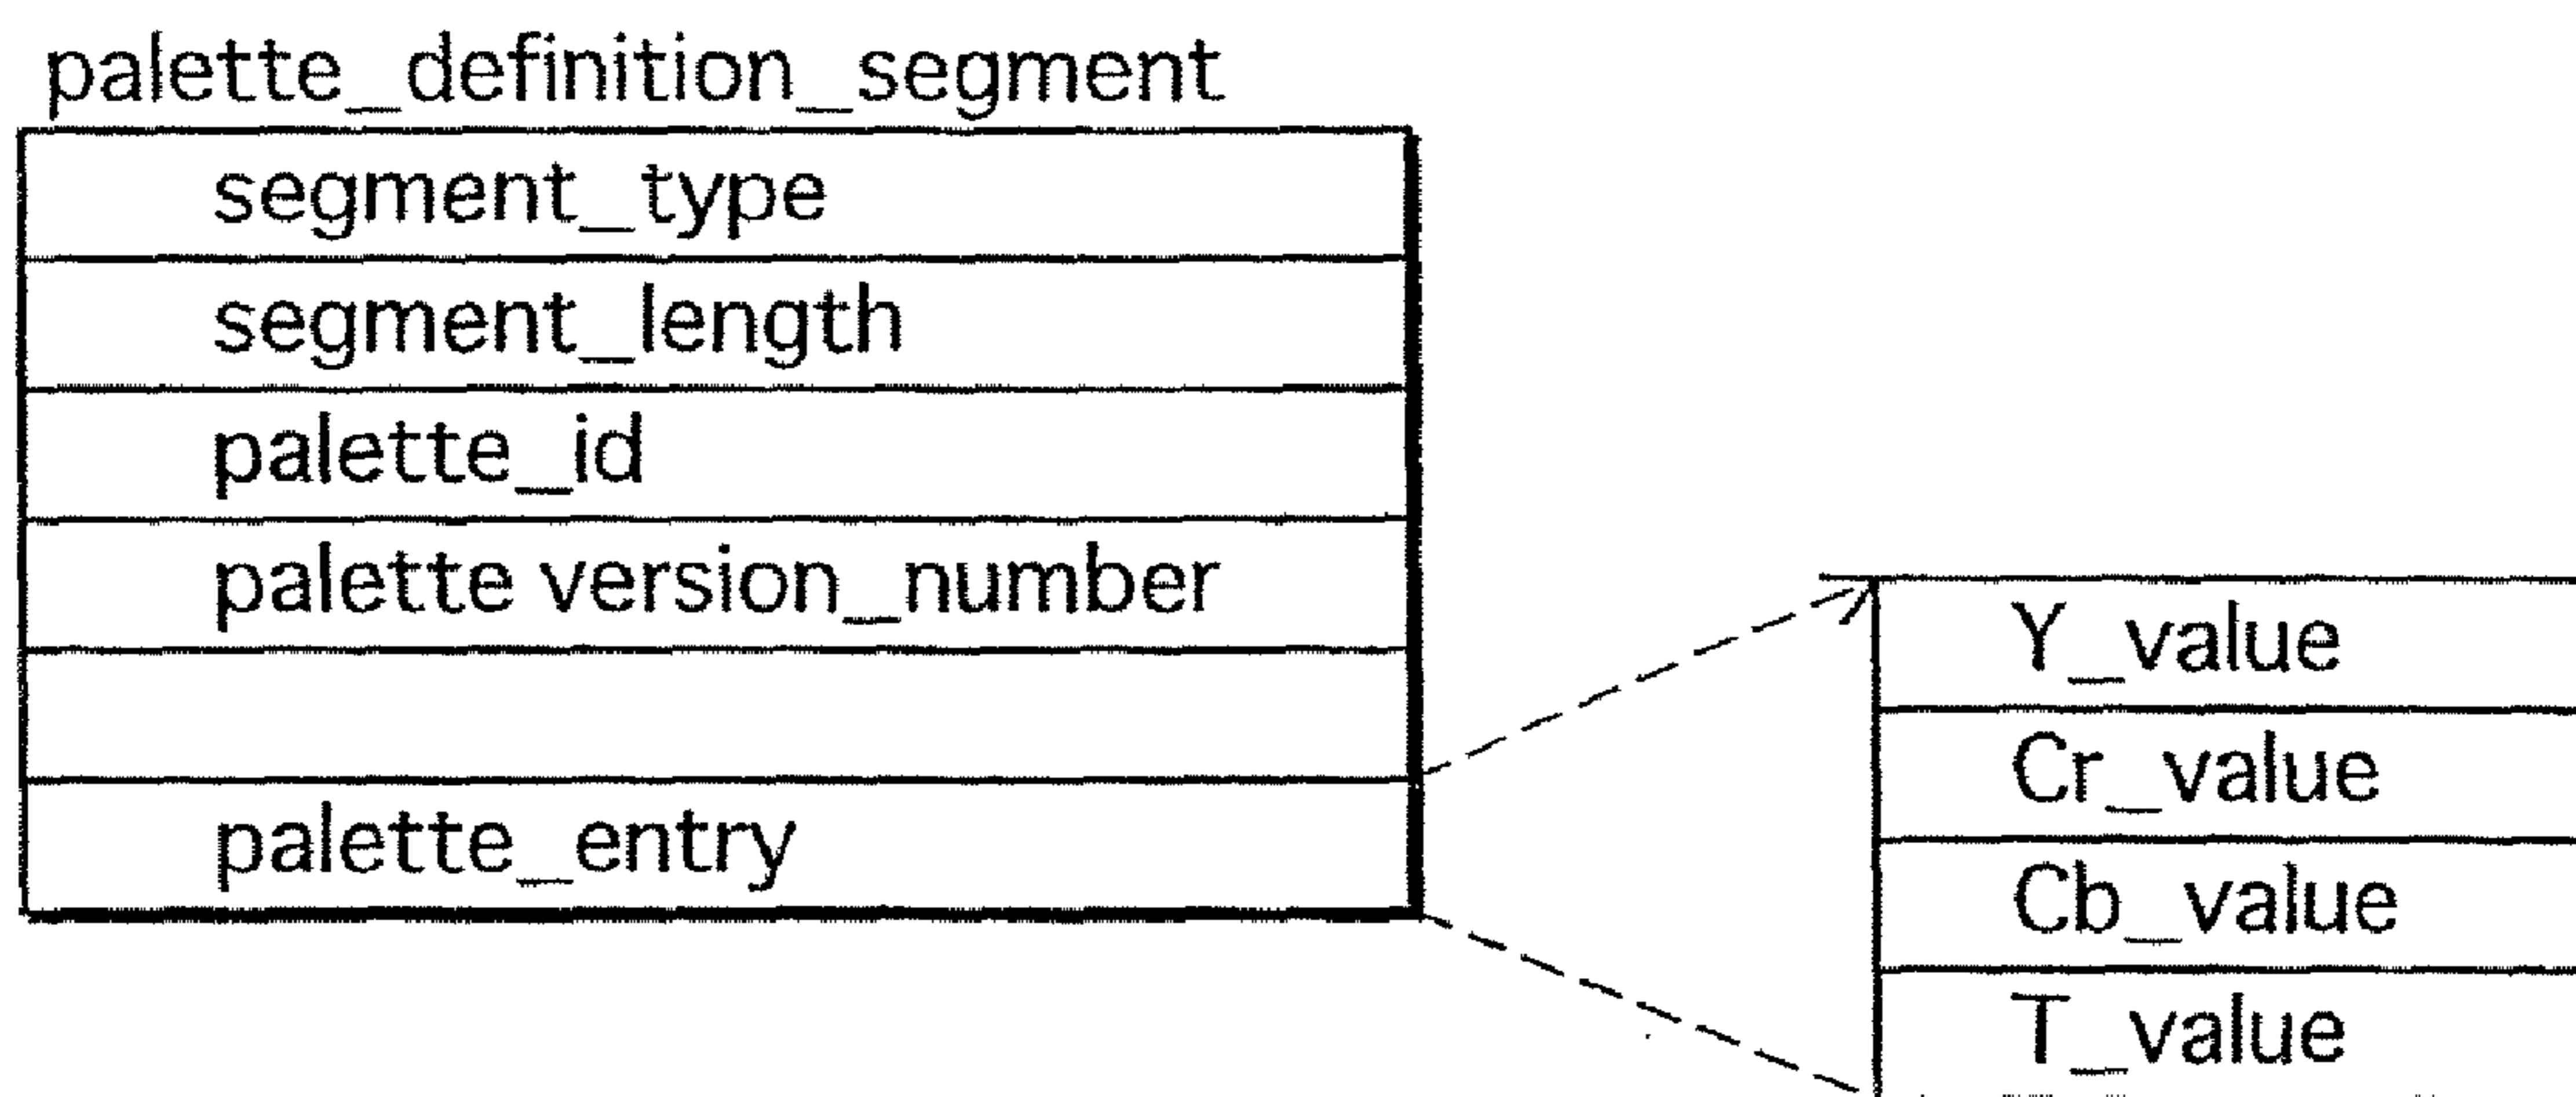 palette_definition_segment
segment_type
segment_length
palette_id
palette version_number
palette_entry
Y_value
Cr_value
Cb_value
T_value